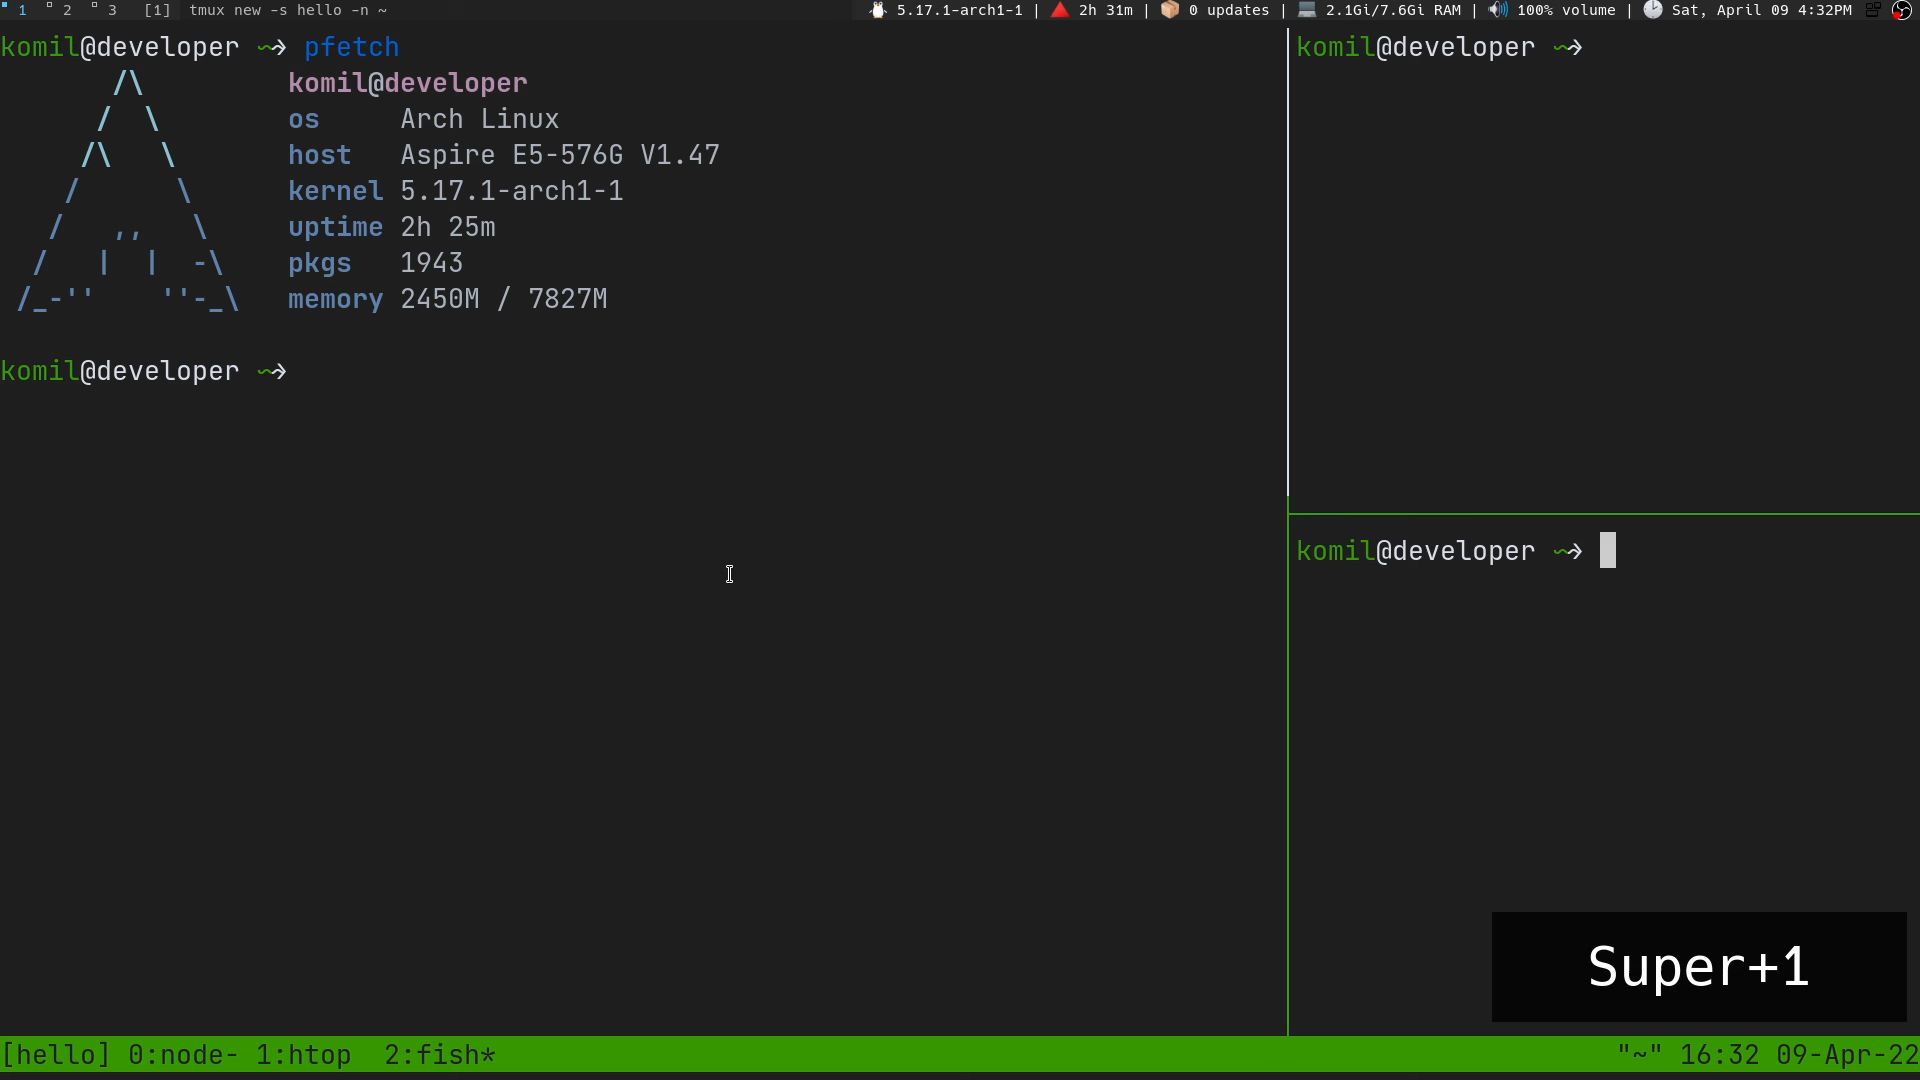 1 2 3 [1] tmux new -s hello -n ~ 5.17.1-arch1-1 | 2h 31m | 0 updates | 2.1Gi/7.6Gi RAM | 100% volume | Sat, April 09 4:32PM
komil@developer ~> pfetch
komil@developer
os Arch Linux
host Aspire E5-576G V1.47
kernel 5.17.1-arch1-1
uptime 2h 25m
pkgs 1943
memory 2450M / 7827M
komil@developer ~>
komil@developer ~>
komil@developer ~>
Super+1
[hello] 0:node- 1:htop 2:fish* "~" 16:32 09-Apr-22